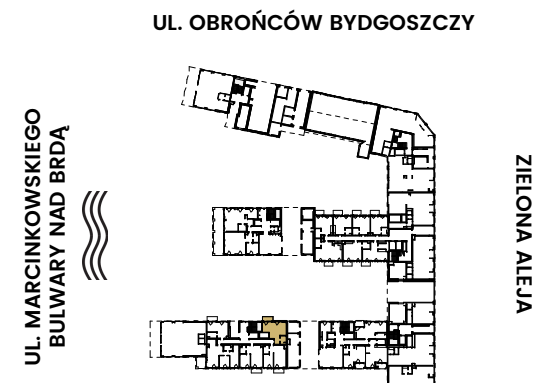 UL. OBROŃCÓW BYDGOSZCZY
UL. MARCINKOWSKIEGO
BULWARY NAD BRDĄ
ZIELONA ALEJA